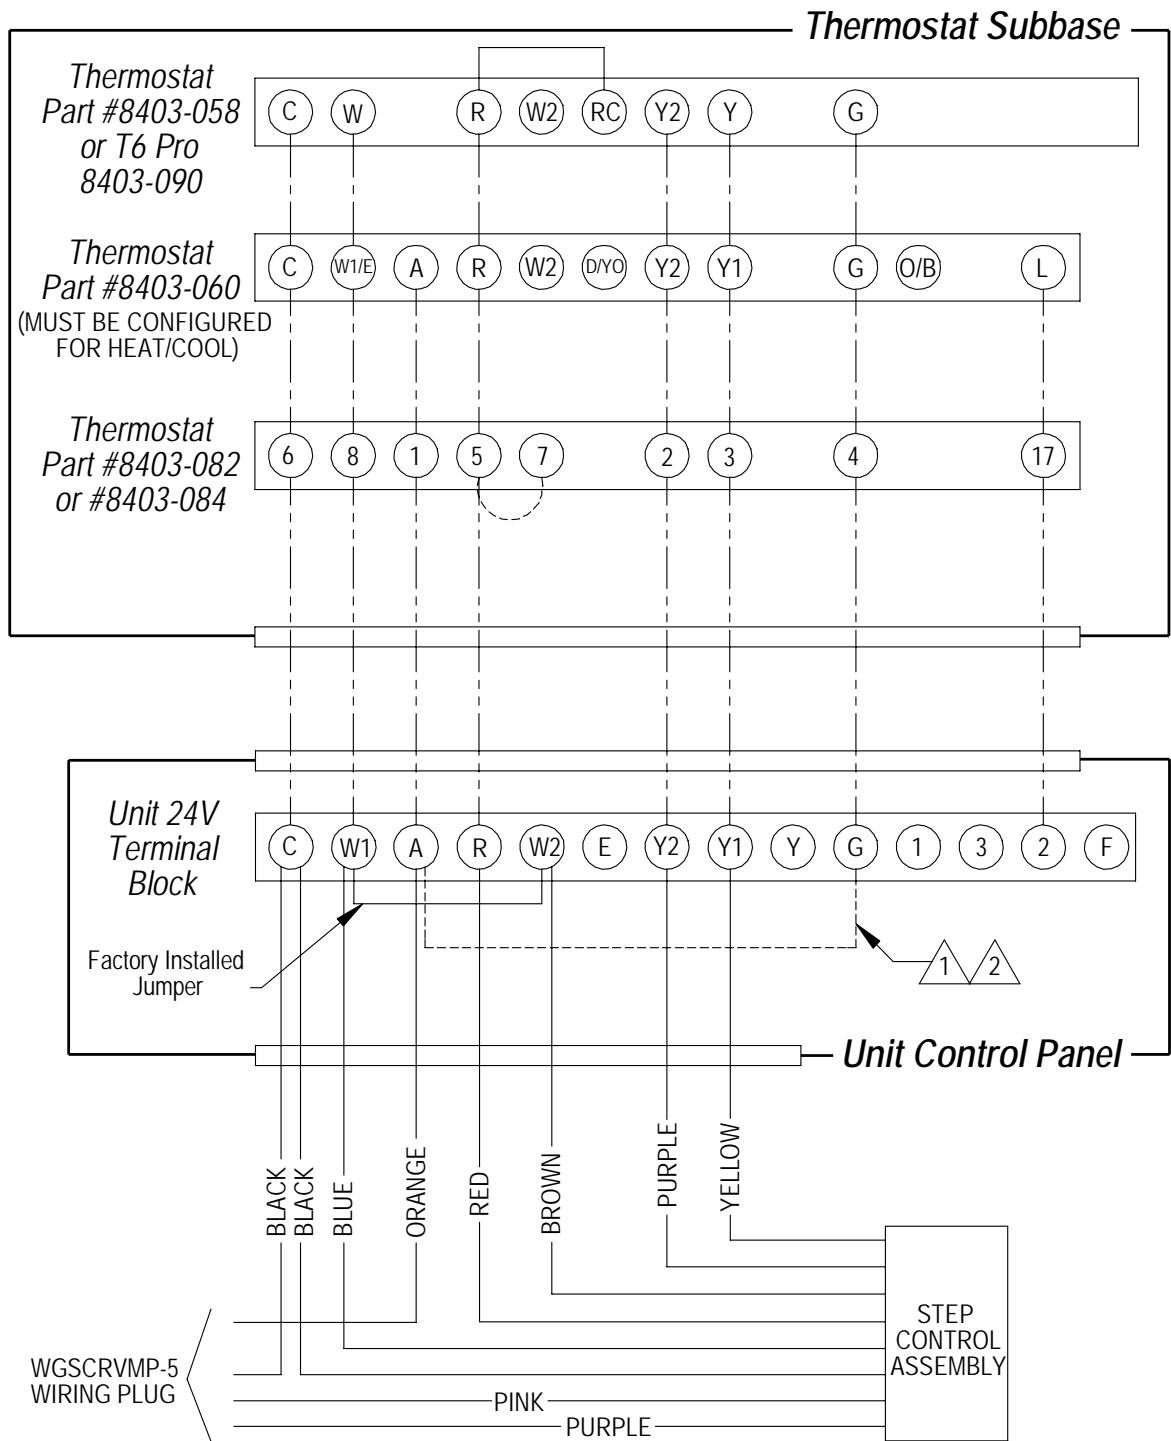 Thermostat Subbase
Thermostat
Part #8403-058
or T6 Pro
8403-090
C W R W2 RC Y2 Y G
Thermostat
Part #8403-060
(MUST BE CONFIGURED
FOR HEAT/COOL)
C W1/E A R W2 D/YO Y2 Y1 G O/B L
Thermostat
Part #8403-082
or #8403-084
6 8 1 5 7 2 3 4 17
Unit 24V
Terminal
Block
C W1 A R W2 E Y2 Y1 Y G 1 3 2 F
Factory Installed
Jumper
1 2
Unit Control Panel
BLACK
BLACK
BLUE
ORANGE
RED
BROWN
PURPLE
YELLOW
STEP
CONTROL
ASSEMBLY
WGSCRVMP-5
WIRING PLUG
PINK
PURPLE